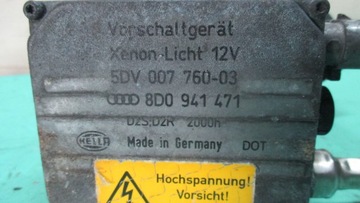 Vorschaltgerät
Xenon-Licht 12V
5DV 007 760-03
8D0 941 471
D2S;D2R 2000h
HELLA Made in Germany DOT
Hochspannung!
Vorsicht!